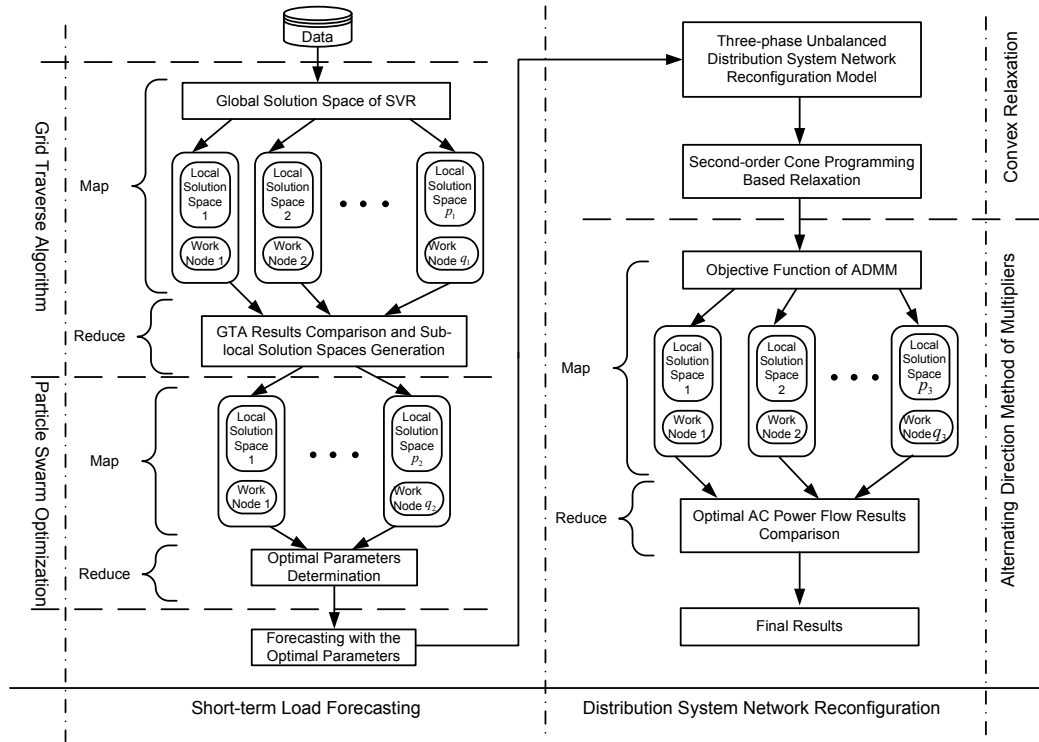 Data
Grid Traverse Algorithm
Map
Global Solution Space of SVR
Local
Solution
Space
1
Work
Node 1
Local
Solution
Space
2
Work
Node 2
• • •
Local
Solution
Space
p₁
Work
Node q₁
Reduce
GTA Results Comparison and Sub-
local Solution Spaces Generation
Particle Swarm Optimization
Map
Local
Solution
Space
1
Work
Node 1
• • •
Local
Solution
Space
p₂
Work
Node q₂
Reduce
Optimal Parameters
Determination
Forecasting with the
Optimal Parameters
Short-term Load Forecasting
Three-phase Unbalanced
Distribution System Network
Reconfiguration Model
Second-order Cone Programming
Based Relaxation
Convex Relaxation
Objective Function of ADMM
Map
Local
Solution
Space
1
Work
Node 1
Local
Solution
Space
2
Work
Node 2
• • •
Local
Solution
Space
p₃
Work
Node q₃
Reduce
Optimal AC Power Flow Results
Comparison
Final Results
Alternating Direction Method of Multipliers
Distribution System Network Reconfiguration